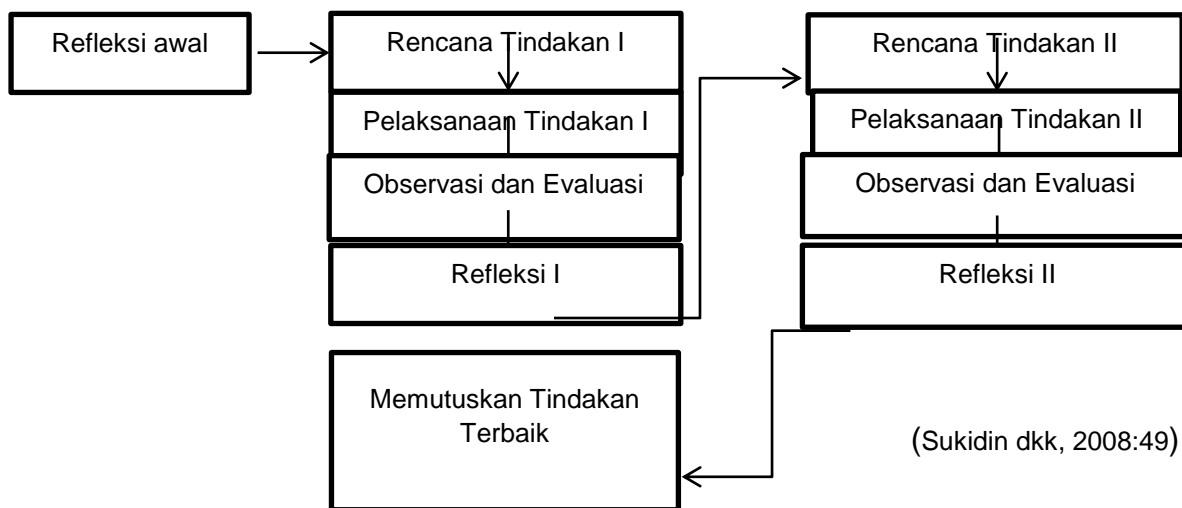 Refleksi awal
Rencana Tindakan I
Pelaksanaan Tindakan I
Observasi dan Evaluasi
Refleksi I
Rencana Tindakan II
Pelaksanaan Tindakan II
Observasi dan Evaluasi
Refleksi II
Memutuskan Tindakan
Terbaik
(Sukidin dkk, 2008:49)